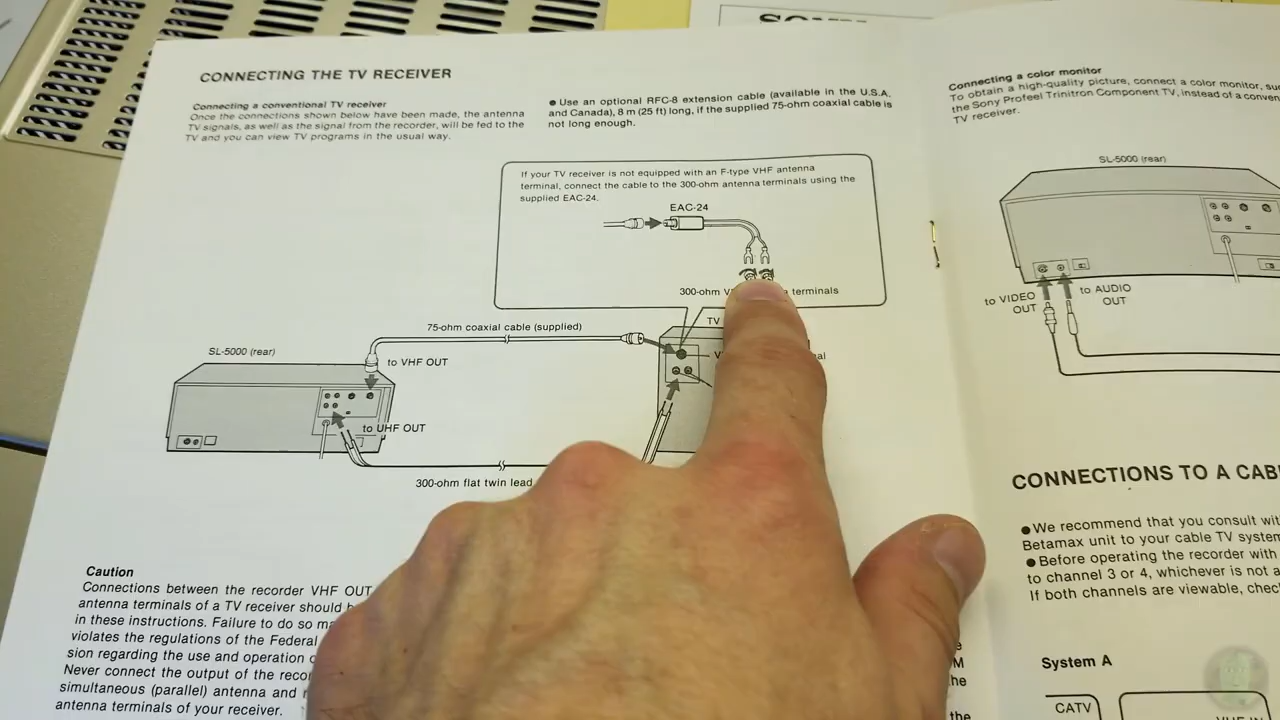 SONY
CONNECTING THE TV RECEIVER
Connecting a conventional TV receiver
Once the connections shown below have been made, the antenna
TV signals, as well as the signal from the recorder, will be fed to the
TV and you can view TV programs in the usual way.
● Use an optional RFC-8 extension cable (available in the U.S.A.
and Canada), 8 m (25 ft) long, if the supplied 75-ohm coaxial cable is
not long enough.
If your TV receiver is not equipped with an F-type VHF antenna
terminal, connect the cable to the 300-ohm antenna terminals using the
supplied EAC-24.
EAC-24
300-ohm V terminals
75-ohm coaxial cable (supplied)
TV
SL-5000 (rear)
to VHF OUT
V
to UHF OUT
300-ohm flat twin lead
Caution
Connections between the recorder VHF OUT
antenna terminals of a TV receiver should b
in these instructions. Failure to do so ma
violates the regulations of the Federal
sion regarding the use and operation o
Never connect the output of the recor
simultaneous (parallel) antenna and r
antenna terminals of your receiver.
Connecting a color monitor
To obtain a high-quality picture, connect a color monitor, suc
the Sony Profeel Trinitron Component TV, instead of a conven
TV receiver.
SL-5000 (rear)
to VIDEO
OUT
to AUDIO
OUT
CONNECTIONS TO A CAB
● We recommend that you consult wit
Betamax unit to your cable TV system
● Before operating the recorder with
to channel 3 or 4, whichever is not a
If both channels are viewable, chec
System A
CATV
VHF IN
M
he
the